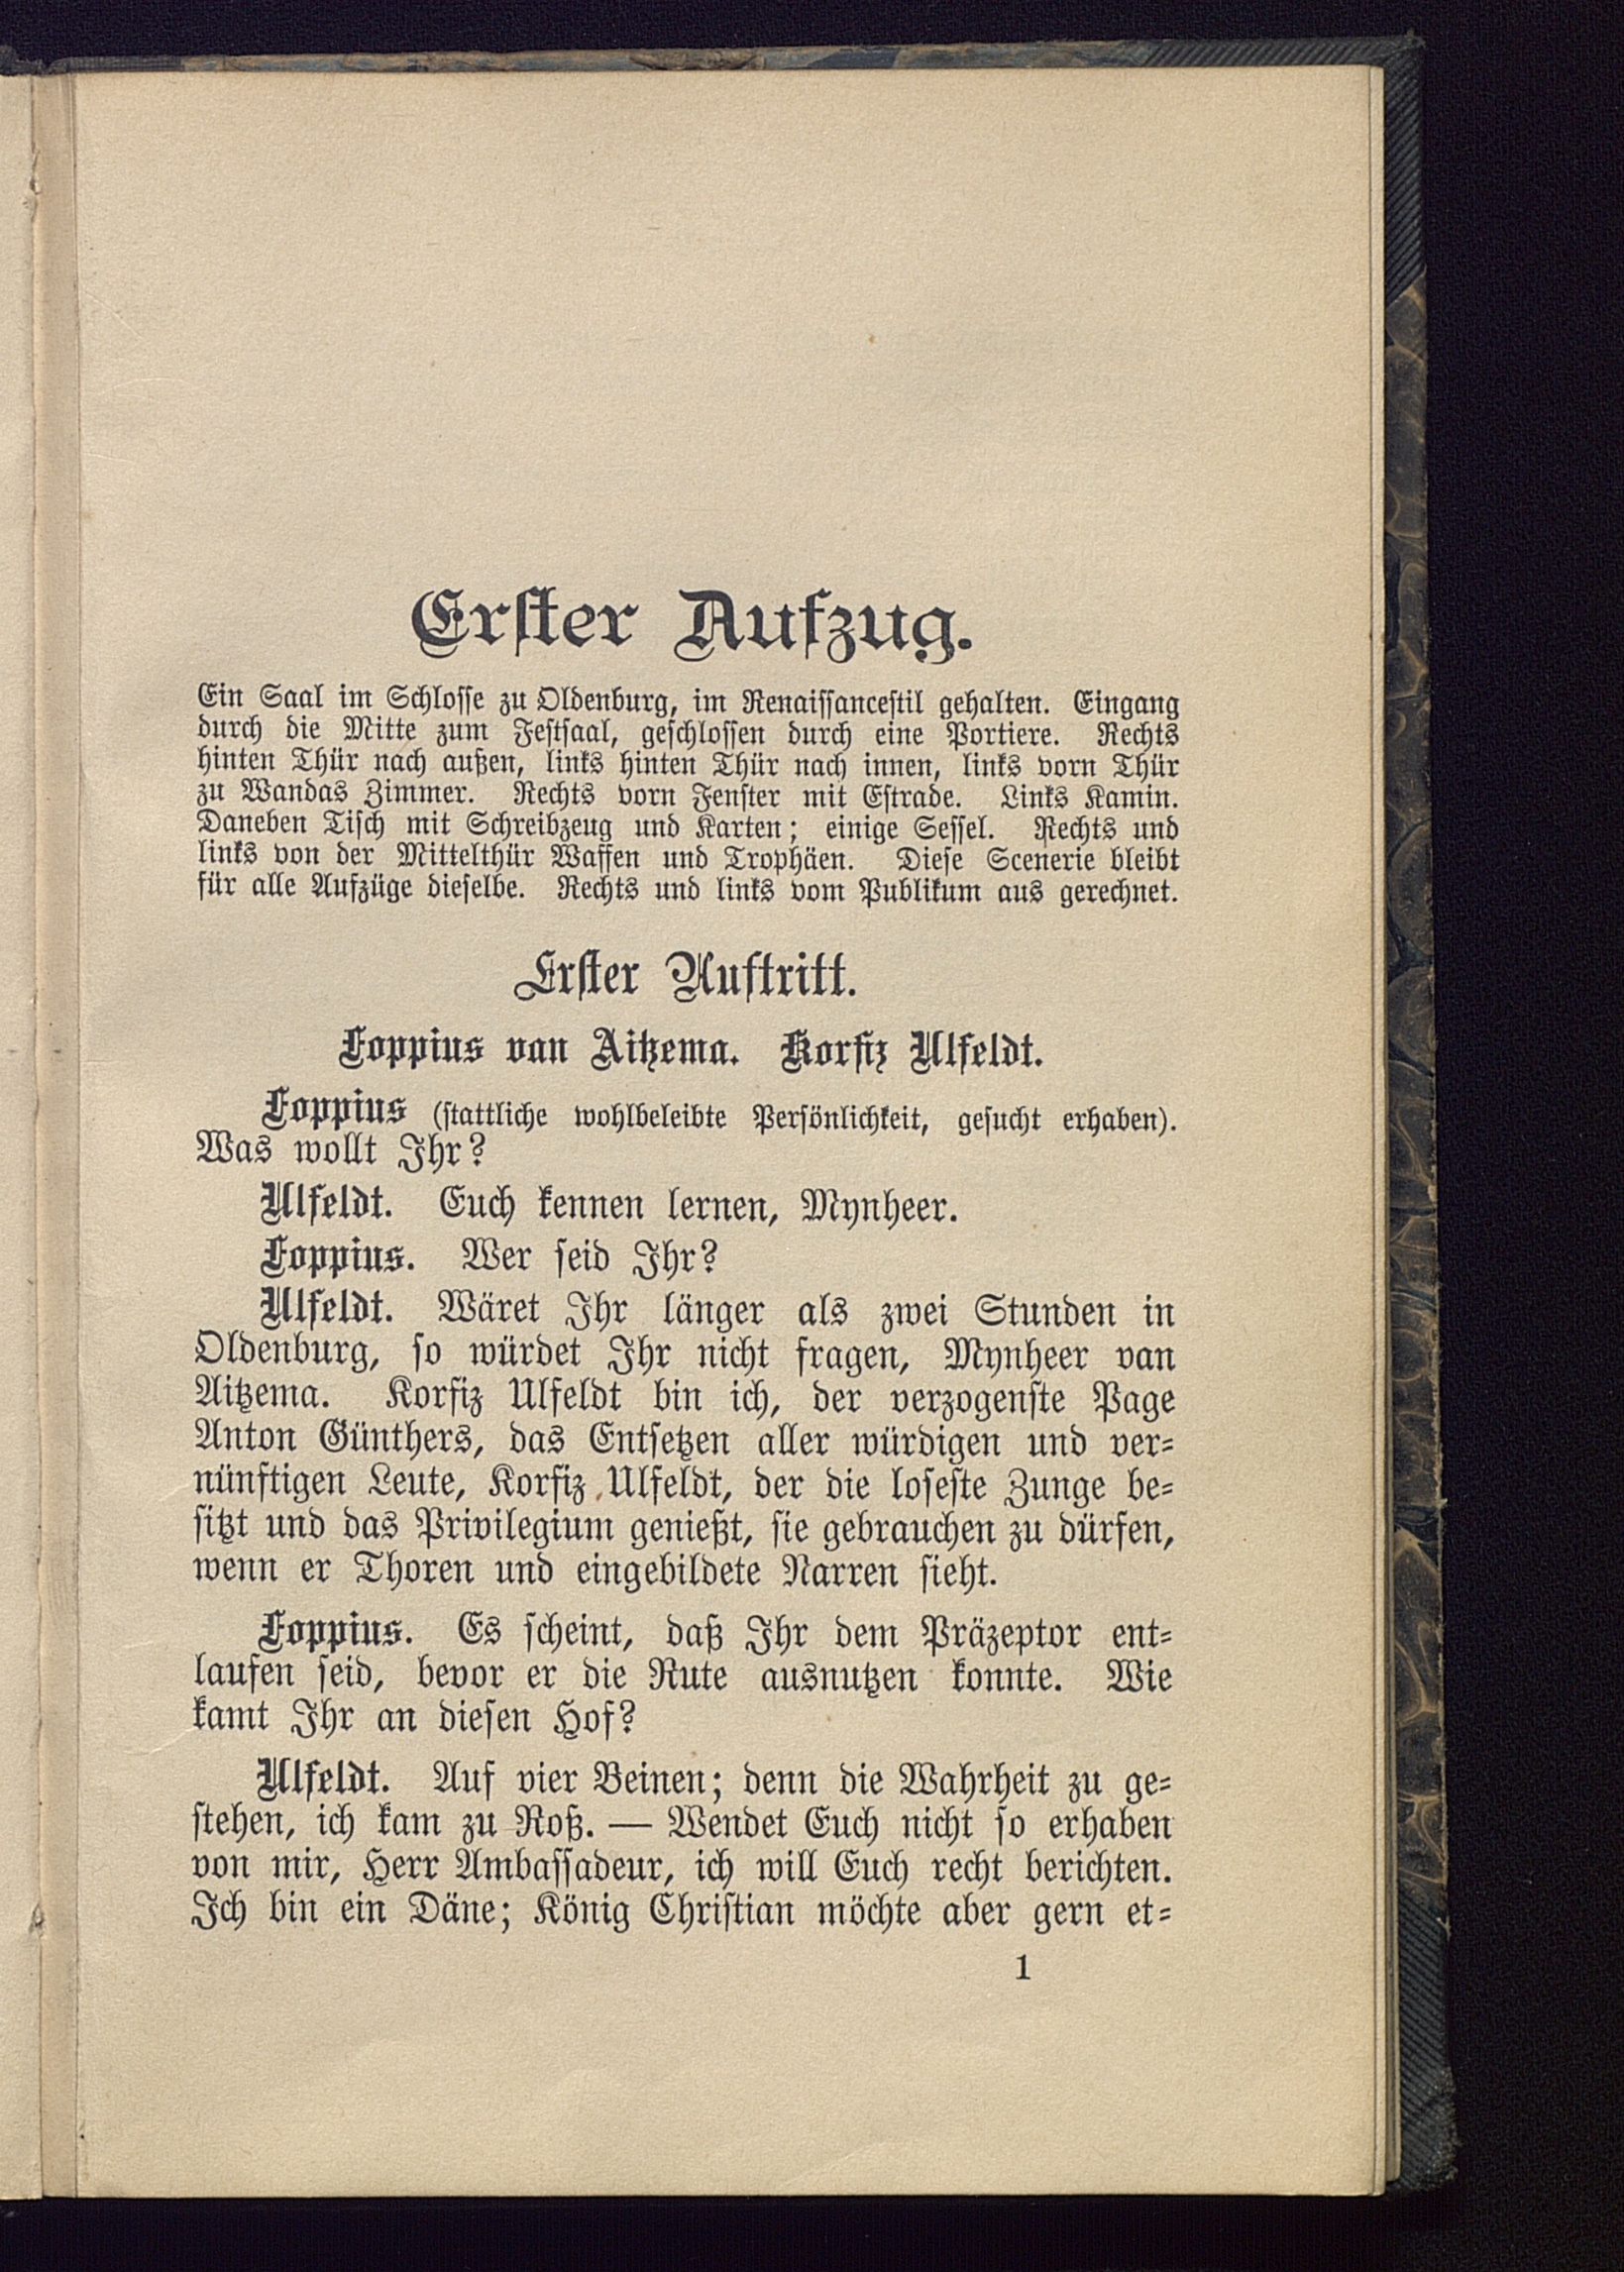 Erster Aufzug.
Ein Saal im Schlosse zu Oldenburg, im Renaissancestil gehalten. Eingang
durch die Mitte zum Festsaal, geschlossen durch eine Portiere. Rechts
hinten Thür nach außen, links hinten Thür nach innen, links vorn Thür
zu Wandas Zimmer. Rechts vorn Fenster mit Estrade. Links Kamin.
Daneben Tisch mit Schreibzeug und Karten; einige Sessel. Rechts und
links von der Mittelthür Waffen und Trophäen. Diese Scenerie bleibt
für alle Aufzüge dieselbe. Rechts und links vom Publikum aus gerechnet.
Erster Auftritt.
Foppius van Aitzema. Korfiz Ulfeldt.
Foppius (stattliche wohlbeleibte Persönlichkeit, gesucht erhaben).
Was wollt Ihr?
Ulfeldt. Euch kennen lernen, Mynheer.
Foppius. Wer seid Ihr?
Ulfeldt. Wäret Ihr länger als zwei Stunden in
Oldenburg, so würdet Ihr nicht fragen, Mynheer van
Aitzema. Korfiz Ulfeldt bin ich, der verzogenste Page
Anton Günthers, das Entsetzen aller würdigen und ver-
nünftigen Leute, Korfiz Ulfeldt, der die loseste Zunge be-
sitzt und das Privilegium genießt, sie gebrauchen zu dürfen,
wenn er Thoren und eingebildete Narren sieht.
Foppius. Es scheint, daß Ihr dem Präzeptor ent-
laufen seid, bevor er die Rute ausnutzen konnte. Wie
kamt Ihr an diesen Hof?
Ulfeldt. Auf vier Beinen; denn die Wahrheit zu ge-
stehen, ich kam zu Roß. — Wendet Euch nicht so erhaben
von mir, Herr Ambassadeur, ich will Euch recht berichten.
Ich bin ein Däne; König Christian möchte aber gern et-
1